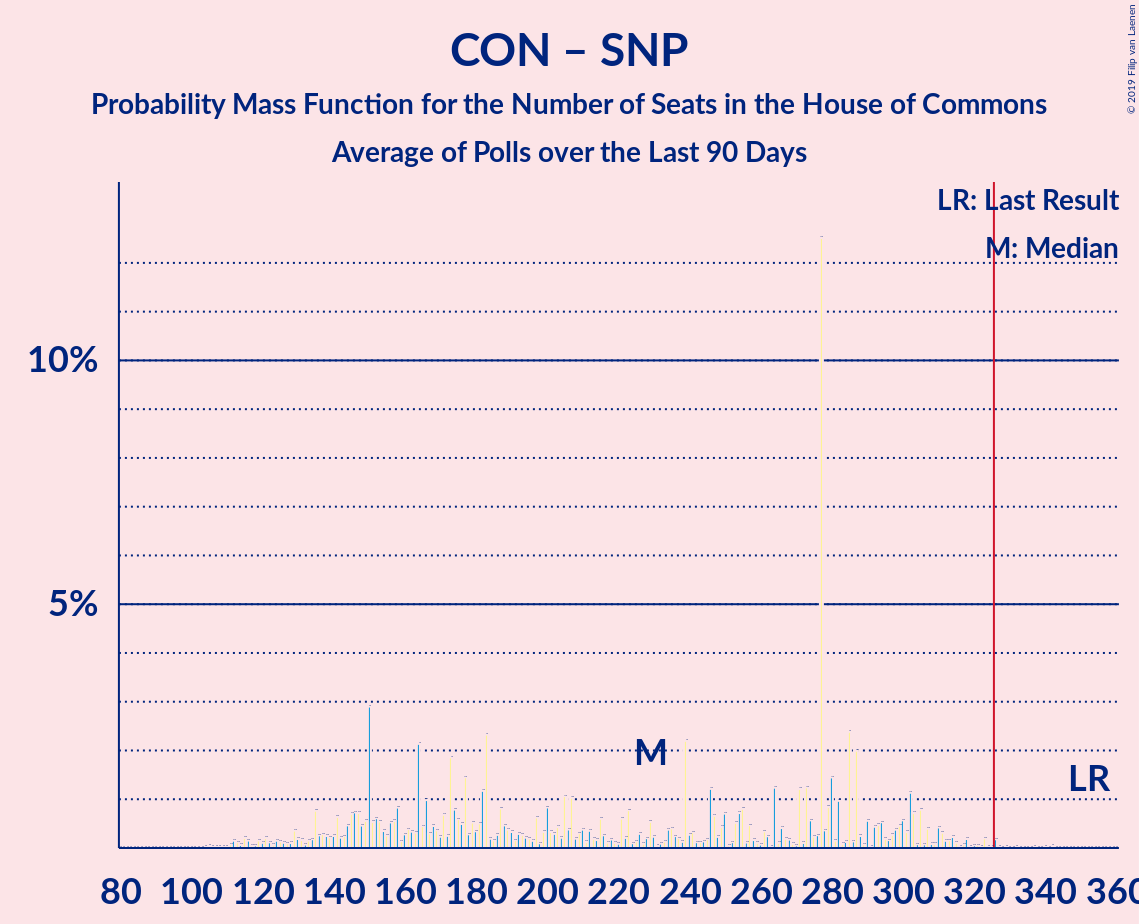 CON – SNP
Probability Mass Function for the Number of Seats in the House of Commons
Average of Polls over the Last 90 Days
© 2019 Filip van Laenen
LR: Last Result
M: Median
10%
5%
M
LR
80 100 120 140 160 180 200 220 240 260 280 300 320 340 360